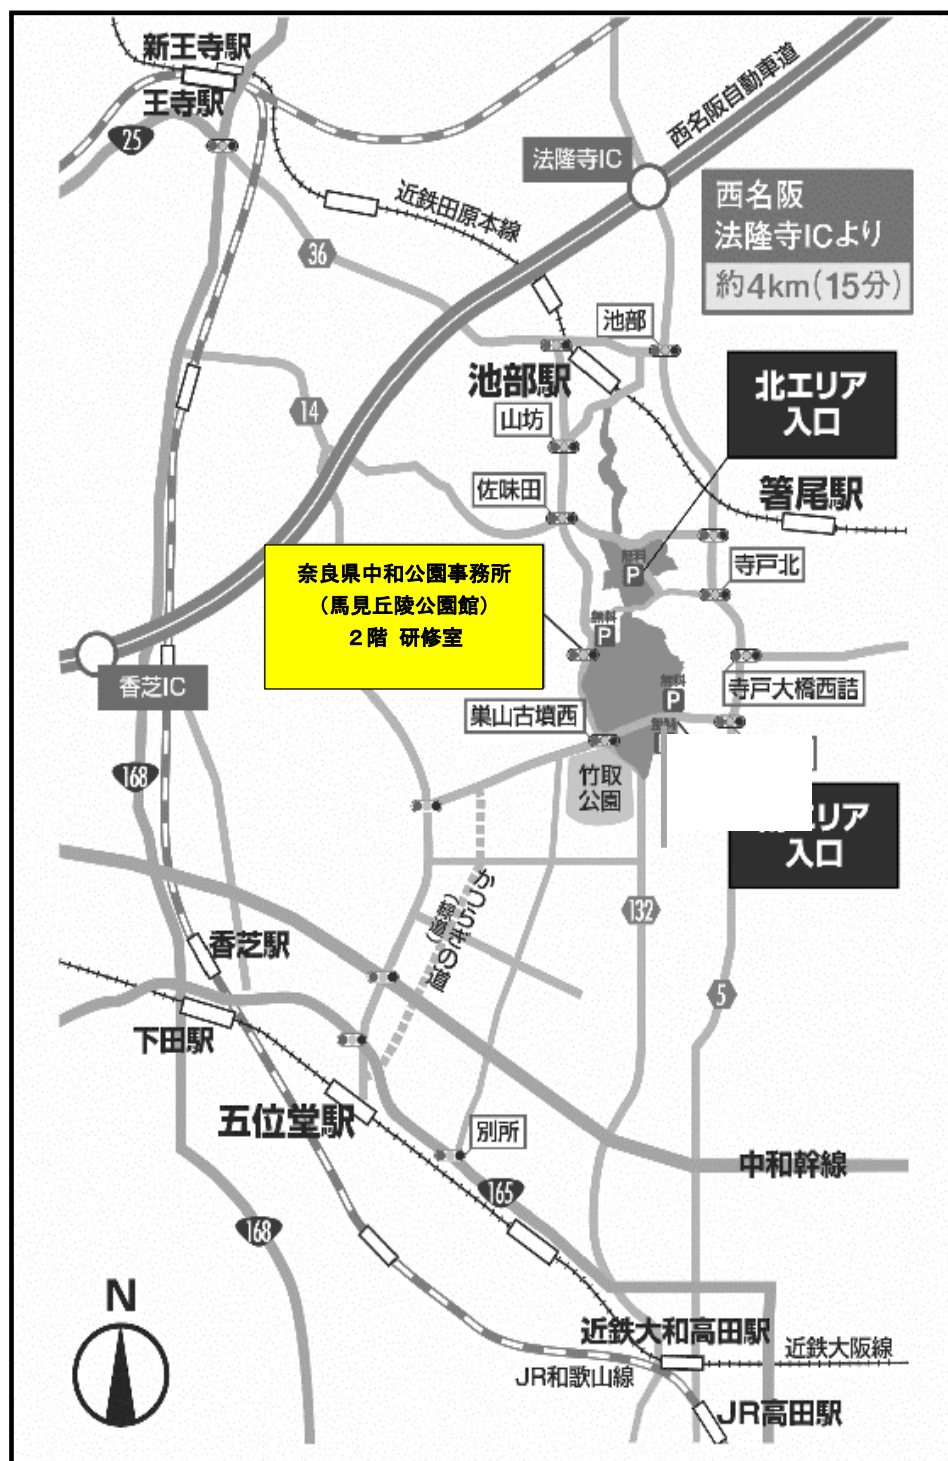 新王寺駅
王寺駅
25
西名阪自動車道
法隆寺IC
近鉄田原本線
西名阪
法隆寺ICより
約4km(15分)
36
池部
池部駅
北エリア
入口
14
山坊
佐味田
箸尾駅
奈良県中和公園事務所
(馬見丘陵公園館)
2階 研修室
無料
P
寺戸北
無料
P
香芝IC
無料
P
寺戸大橋西詰
巣山古墳西
無料
168
竹取
公園
エリア
入口
かつらぎの道
(緑道)
132
香芝駅
5
下田駅
五位堂駅
別所
中和幹線
165
168
N
近鉄大和高田駅
近鉄大阪線
JR和歌山線
JR高田駅